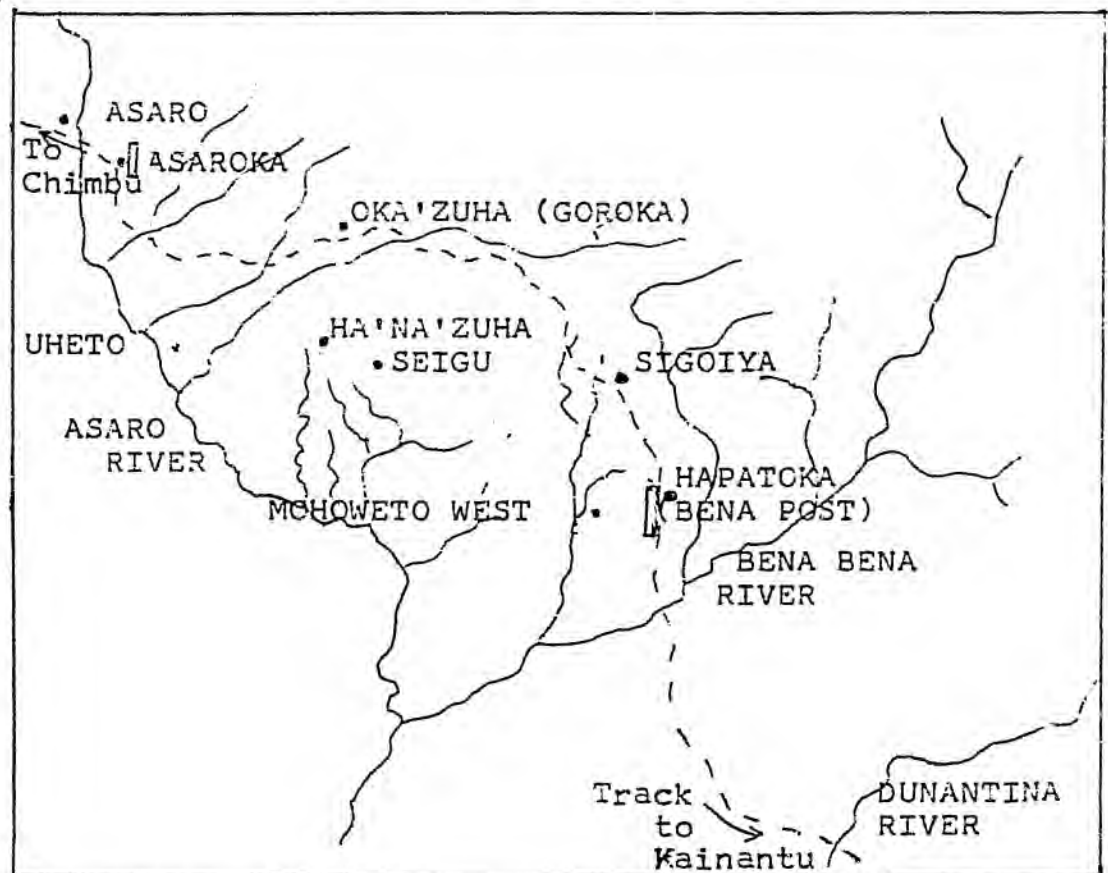 ASARO
To
Chimbu
ASAROKA
OKA'ZUHA (GOROKA)
UHETO
HA'NA'ZUHA
SEIGU
SIGOIYA
ASARO
RIVER
MOHOWETO WEST
HAPATOKA
(BENA POST)
BENA BENA
RIVER
Track
to
Kainantu
DUNANTINA
RIVER